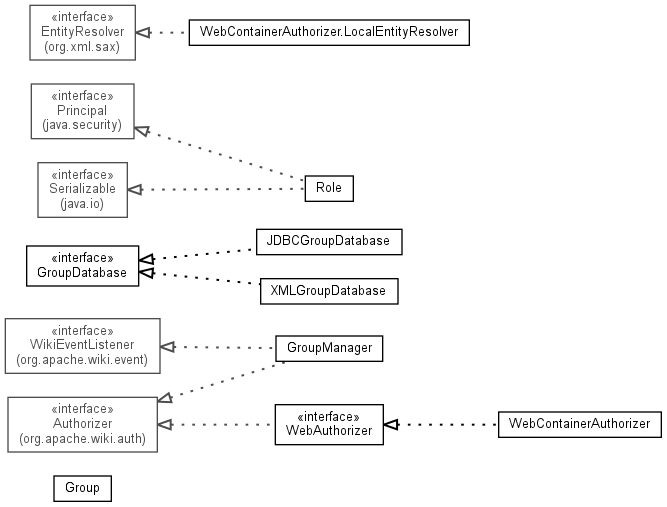 «interface»
EntityResolver
(org.xml.sax)
WebContainerAuthorizer.LocalEntityResolver
«interface»
Principal
(java.security)
«interface»
Serializable
(java.io)
Role
«interface»
GroupDatabase
JDBCGroupDatabase
XMLGroupDatabase
«interface»
WikiEventListener
(org.apache.wiki.event)
GroupManager
«interface»
Authorizer
(org.apache.wiki.auth)
«interface»
WebAuthorizer
WebContainerAuthorizer
Group